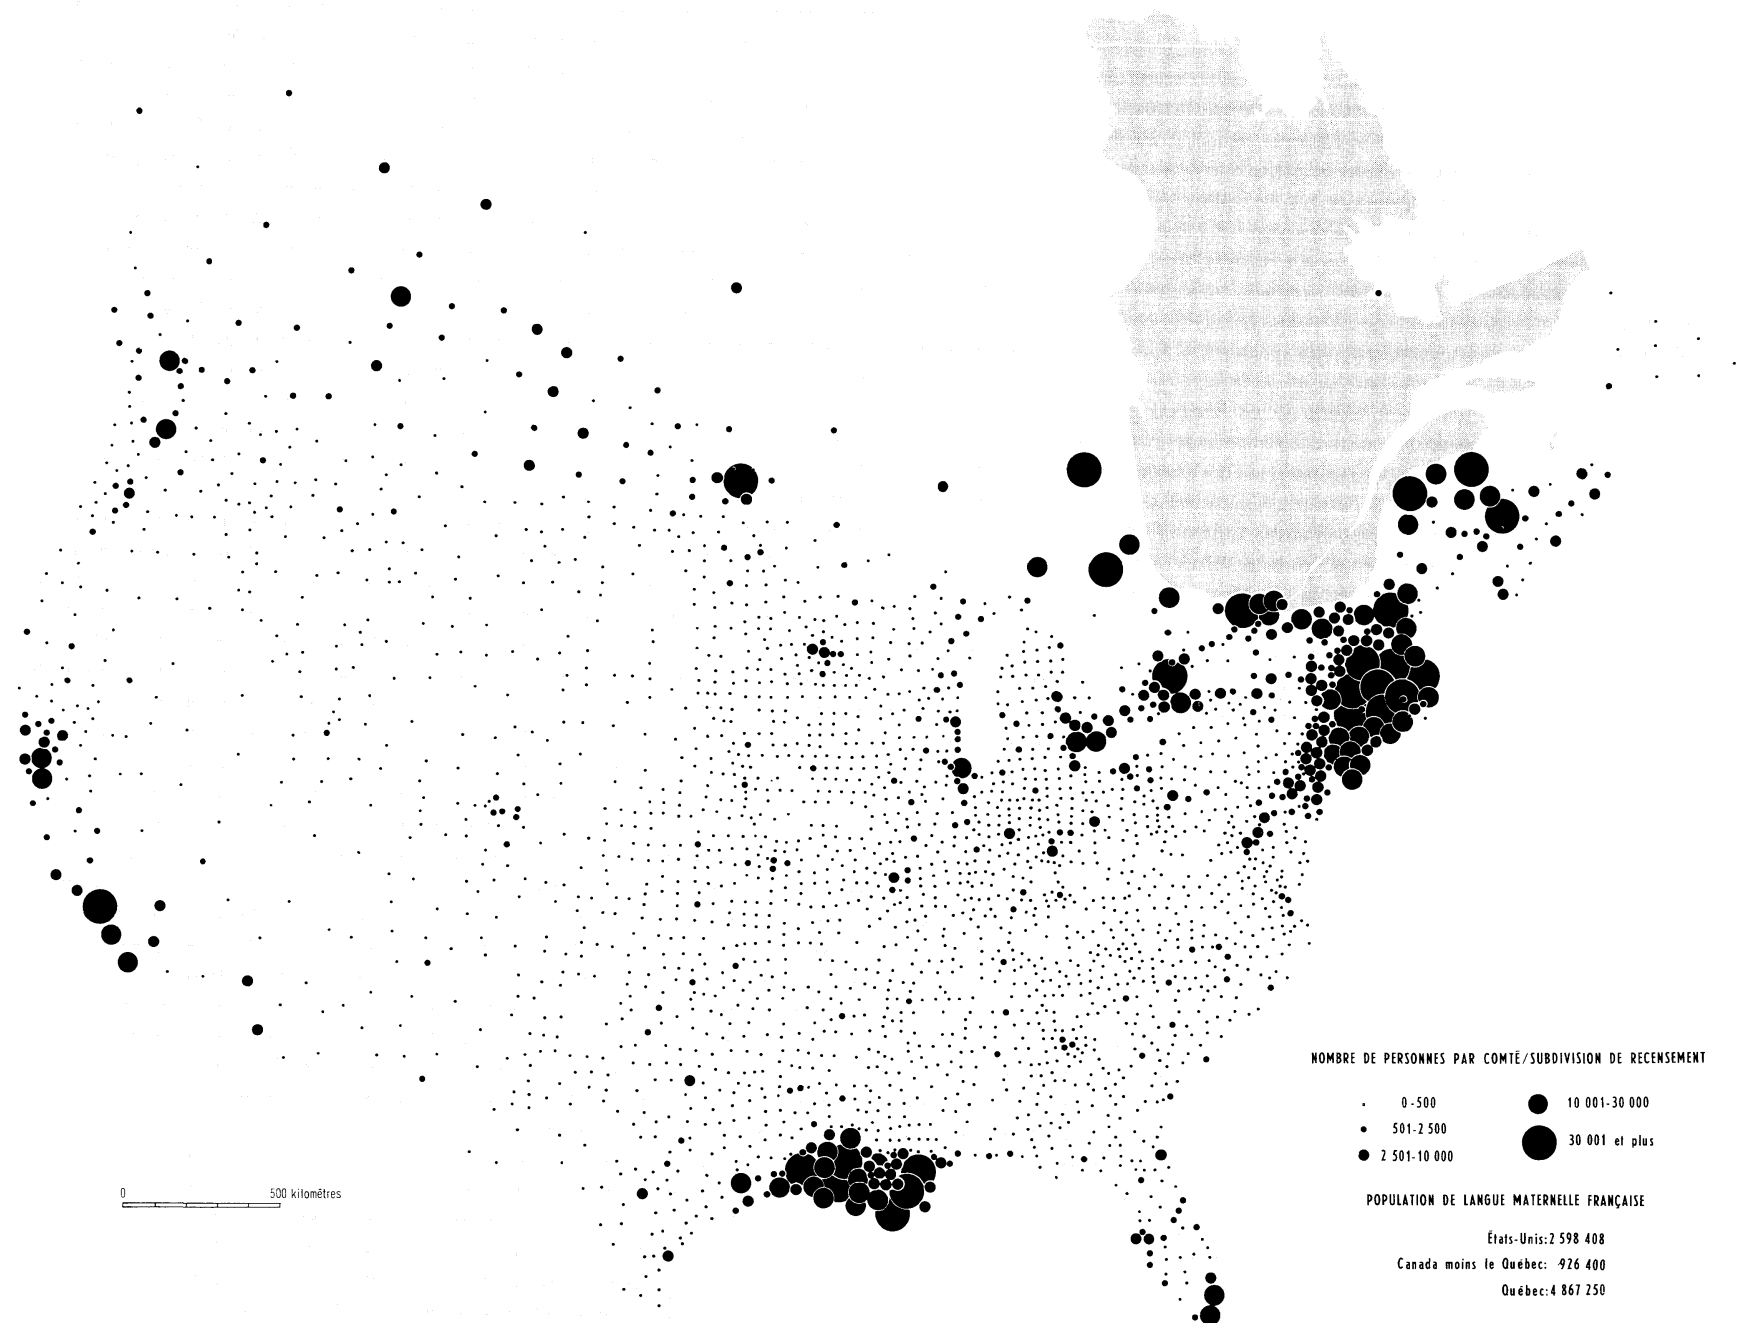 NOMBRE DE PERSONNES PAR COMTÉ/SUBDIVISION DE RECENSEMENT
0-500
10 001-30 000
501-2 500
30 001 et plus
2 501-10 000
0 500 kilomètres
POPULATION DE LANGUE MATERNELLE FRANÇAISE
États-Unis:2 598 408
Canada moins le Québec: 926 400
Québec:4 867 250